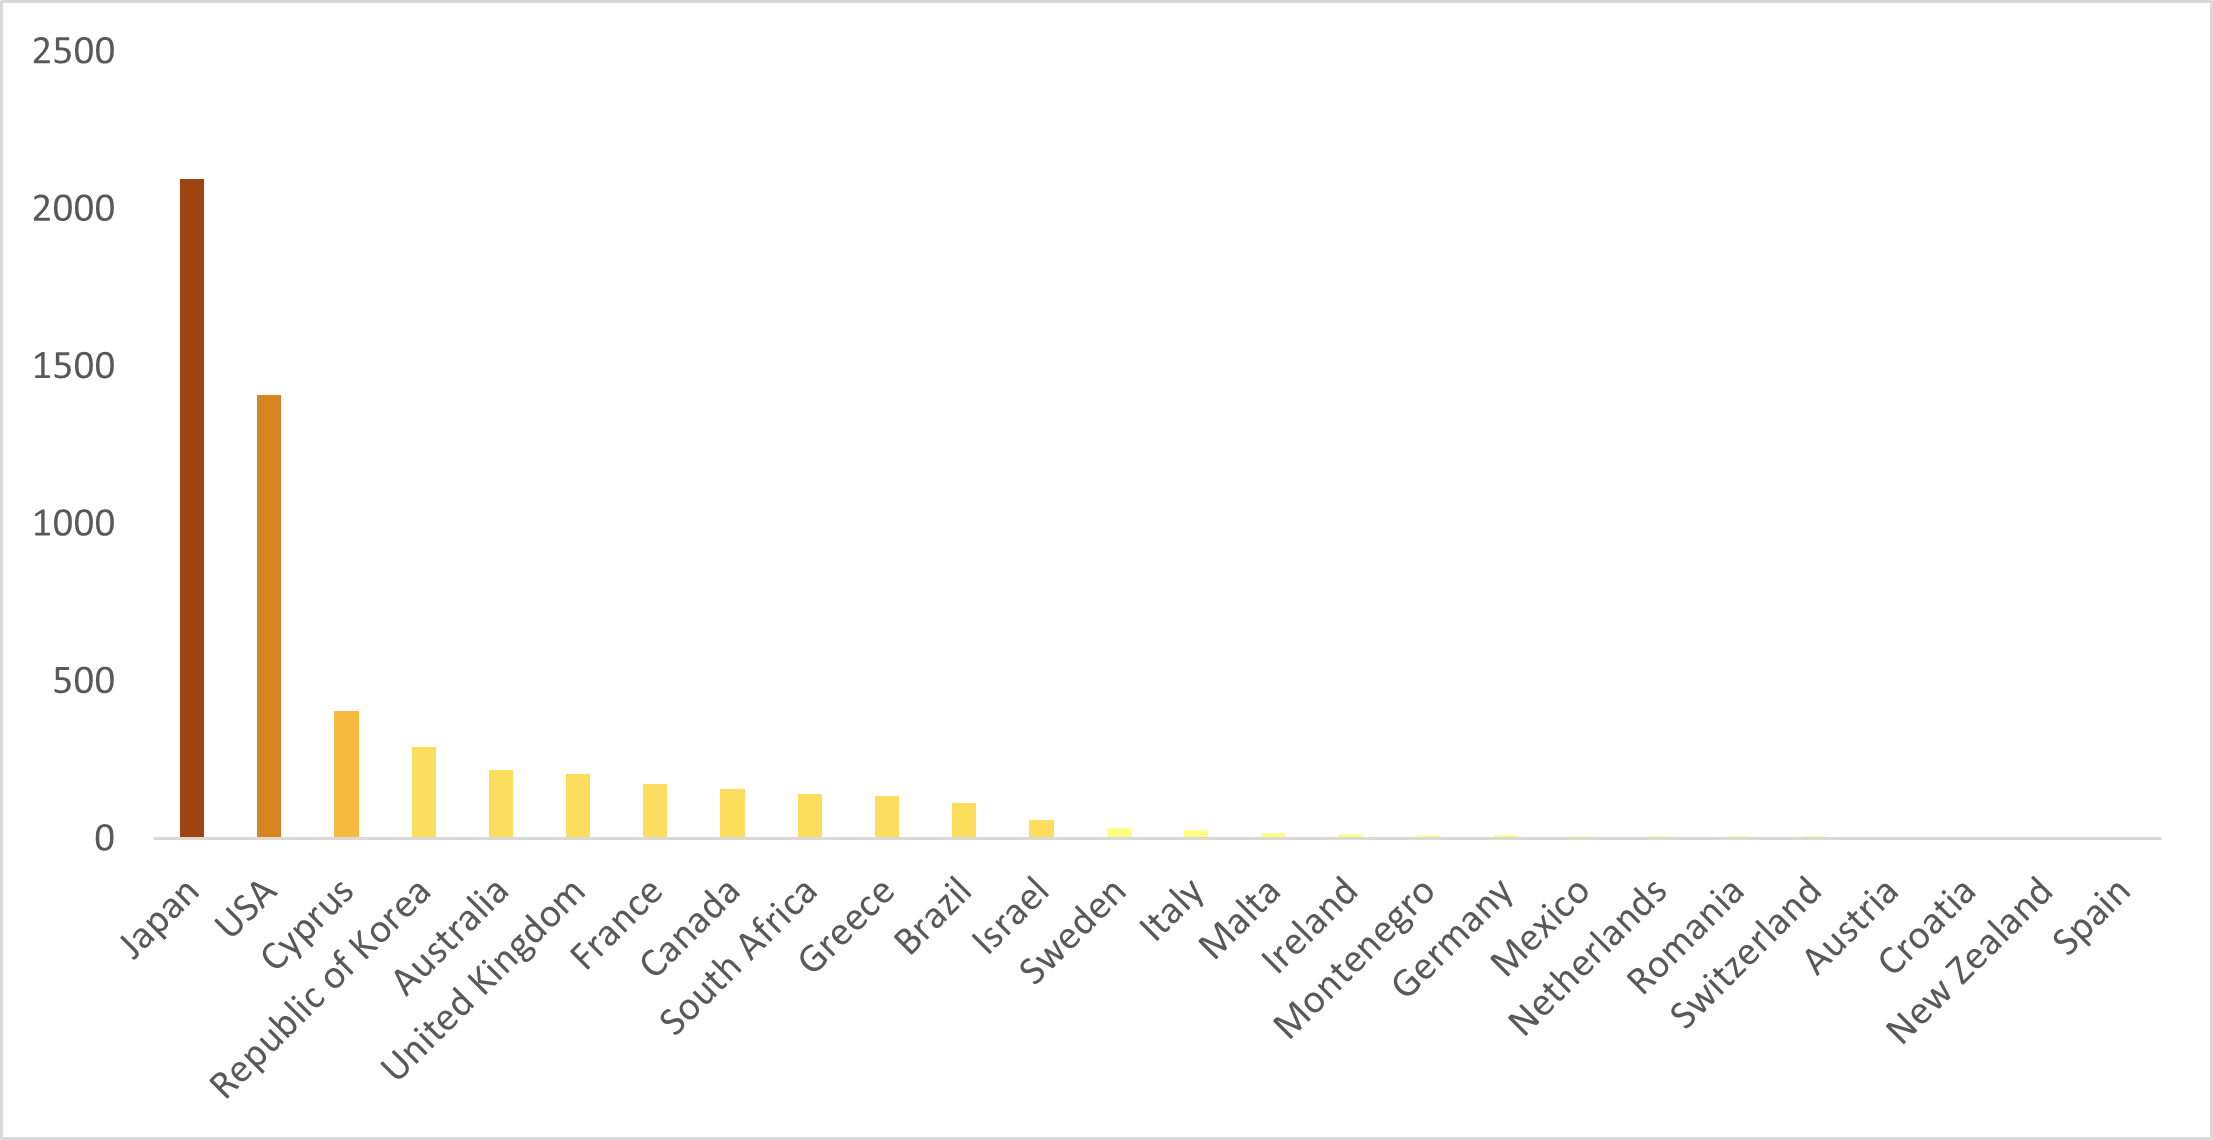 2500
2000
1500
1000
500
0
Japan
USA
Cyprus
Republic of Korea
Australia
United Kingdom
France
Canada
South Africa
Greece
Brazil
Israel
Sweden
Italy
Malta
Ireland
Montenegro
Germany
Mexico
Netherlands
Romania
Switzerland
Austria
Croatia
New Zealand
Spain